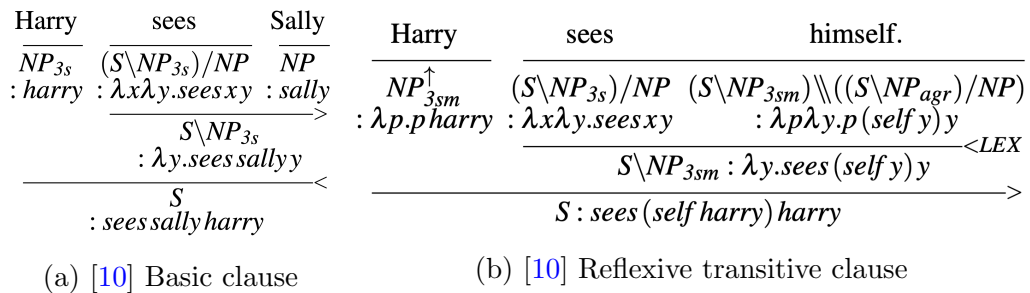 Harry sees Sally
NP3s (S\NP3s)/NP NP
: harry : λxλy.sees x y : sally
>
S\NP3s
: λy.sees sally y
<
S
: sees sally harry
(a) [10] Basic clause
Harry sees himself.
NP↑3sm (S\NP3s)/NP (S\NP3sm)\\((S\NPagr)/NP)
: λp.p harry : λxλy.sees x y : λpλy.p (self y) y
<LEX
S\NP3sm : λy.sees (self y) y
>
S : sees (self harry) harry
(b) [10] Reflexive transitive clause